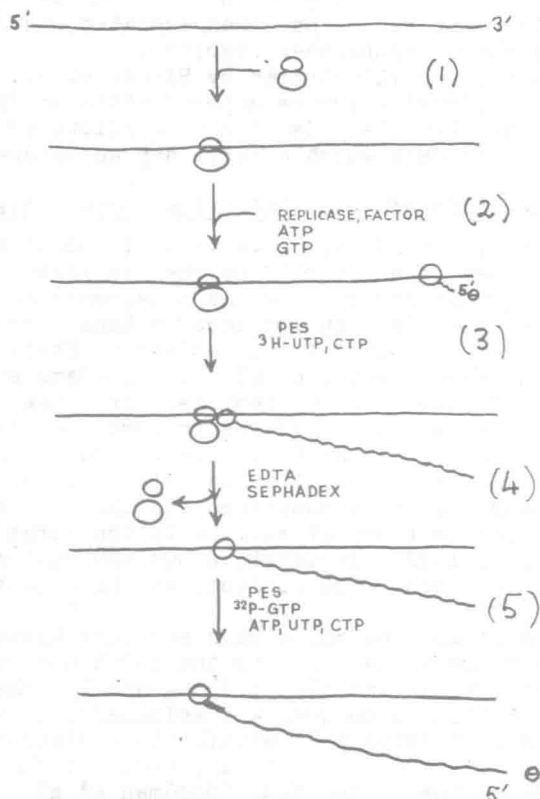 5' 3'
(1)
(2)
REPLICASE, FACTOR
ATP
GTP
5'θ
PES
³H-UTP, CTP
(3)
(4)
EDTA
SEPHADEX
(5)
PES
³²P-GTP
ATP, UTP, CTP
θ
5'